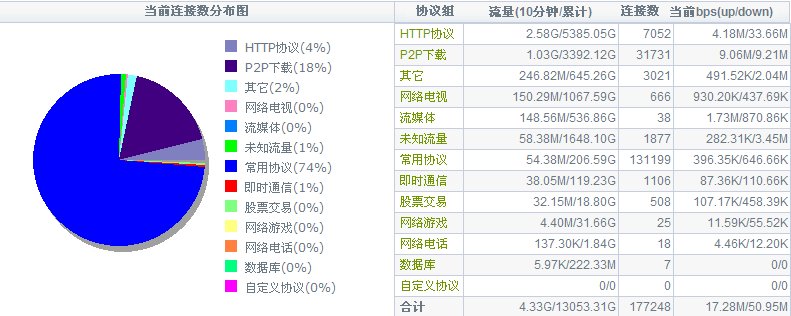 当前连接数分布图
HTTP协议(4%)
P2P下载(18%)
其它(2%)
网络电视(0%)
流媒体(0%)
未知流量(1%)
常用协议(74%)
即时通信(1%)
股票交易(0%)
网络游戏(0%)
网络电话(0%)
数据库(0%)
自定义协议(0%)
协议组 流量(10分钟/累计) 连接数 当前bps(up/down)
HTTP协议 2.58G/5385.05G 7052 4.18M/33.66M
P2P下载 1.03G/3392.12G 31731 9.06M/9.21M
其它 246.82M/645.26G 3021 491.52K/2.04M
网络电视 150.29M/1067.59G 666 930.20K/437.69K
流媒体 148.56M/536.86G 38 1.73M/870.86K
未知流量 58.38M/1648.10G 1877 282.31K/3.45M
常用协议 54.38M/206.59G 131199 396.35K/646.66K
即时通信 38.05M/119.23G 1106 87.36K/110.66K
股票交易 32.15M/18.80G 508 107.17K/458.39K
网络游戏 4.40M/31.66G 25 11.59K/55.52K
网络电话 137.30K/1.84G 18 4.46K/12.20K
数据库 5.97K/222.33M 7 0/0
自定义协议 0/0 0 0/0
合计 4.33G/13053.31G 177248 17.28M/50.95M